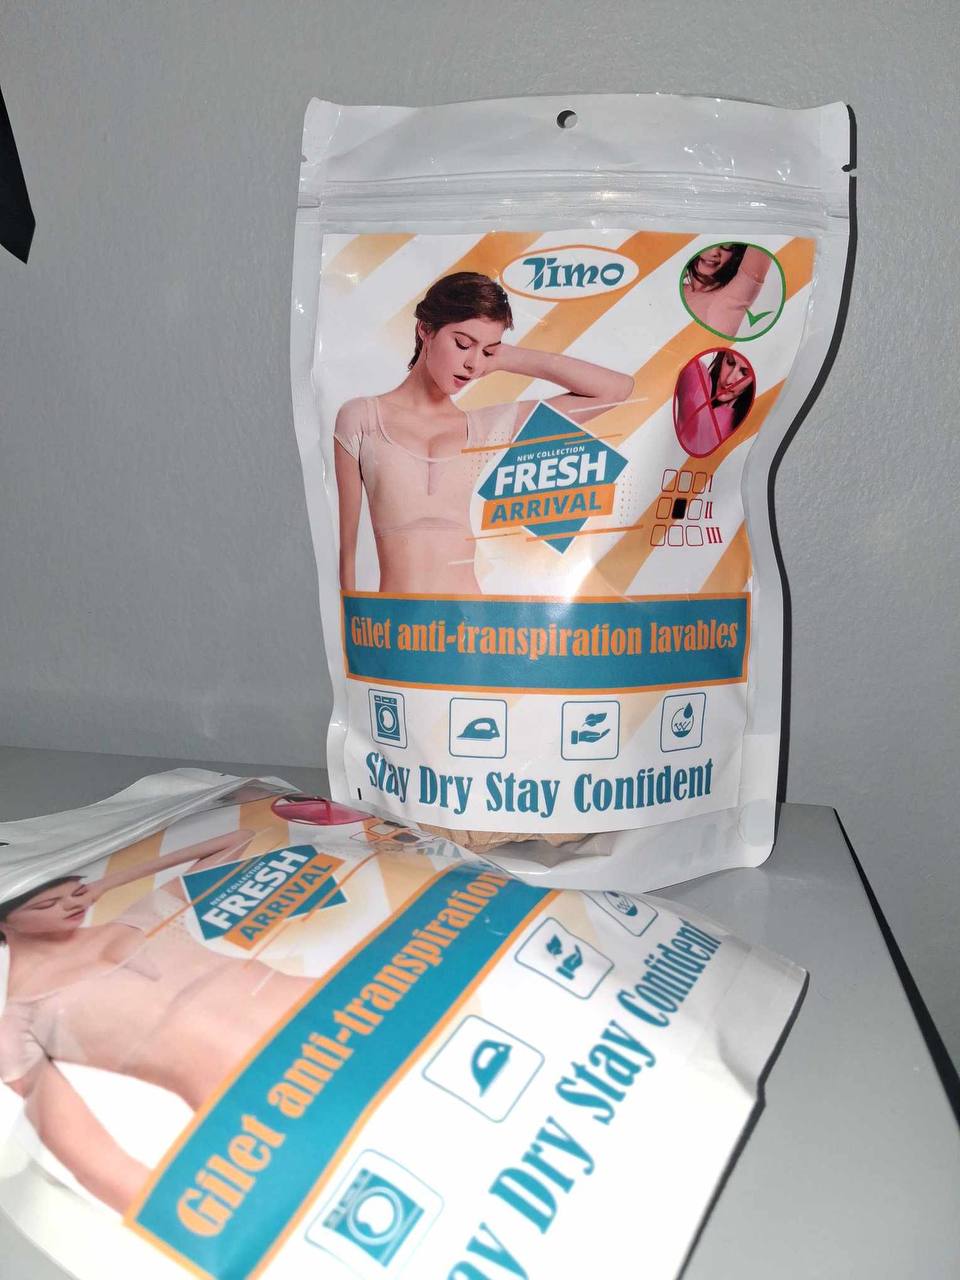 Timo
NEW COLLECTION
FRESH
ARRIVAL
I
II
III
Gilet anti-transpiration lavables
Stay Dry Stay Confident
NEW COLLECTION
FRESH
ARRIVAL
Gilet anti-transpiration
Dry Stay Confident